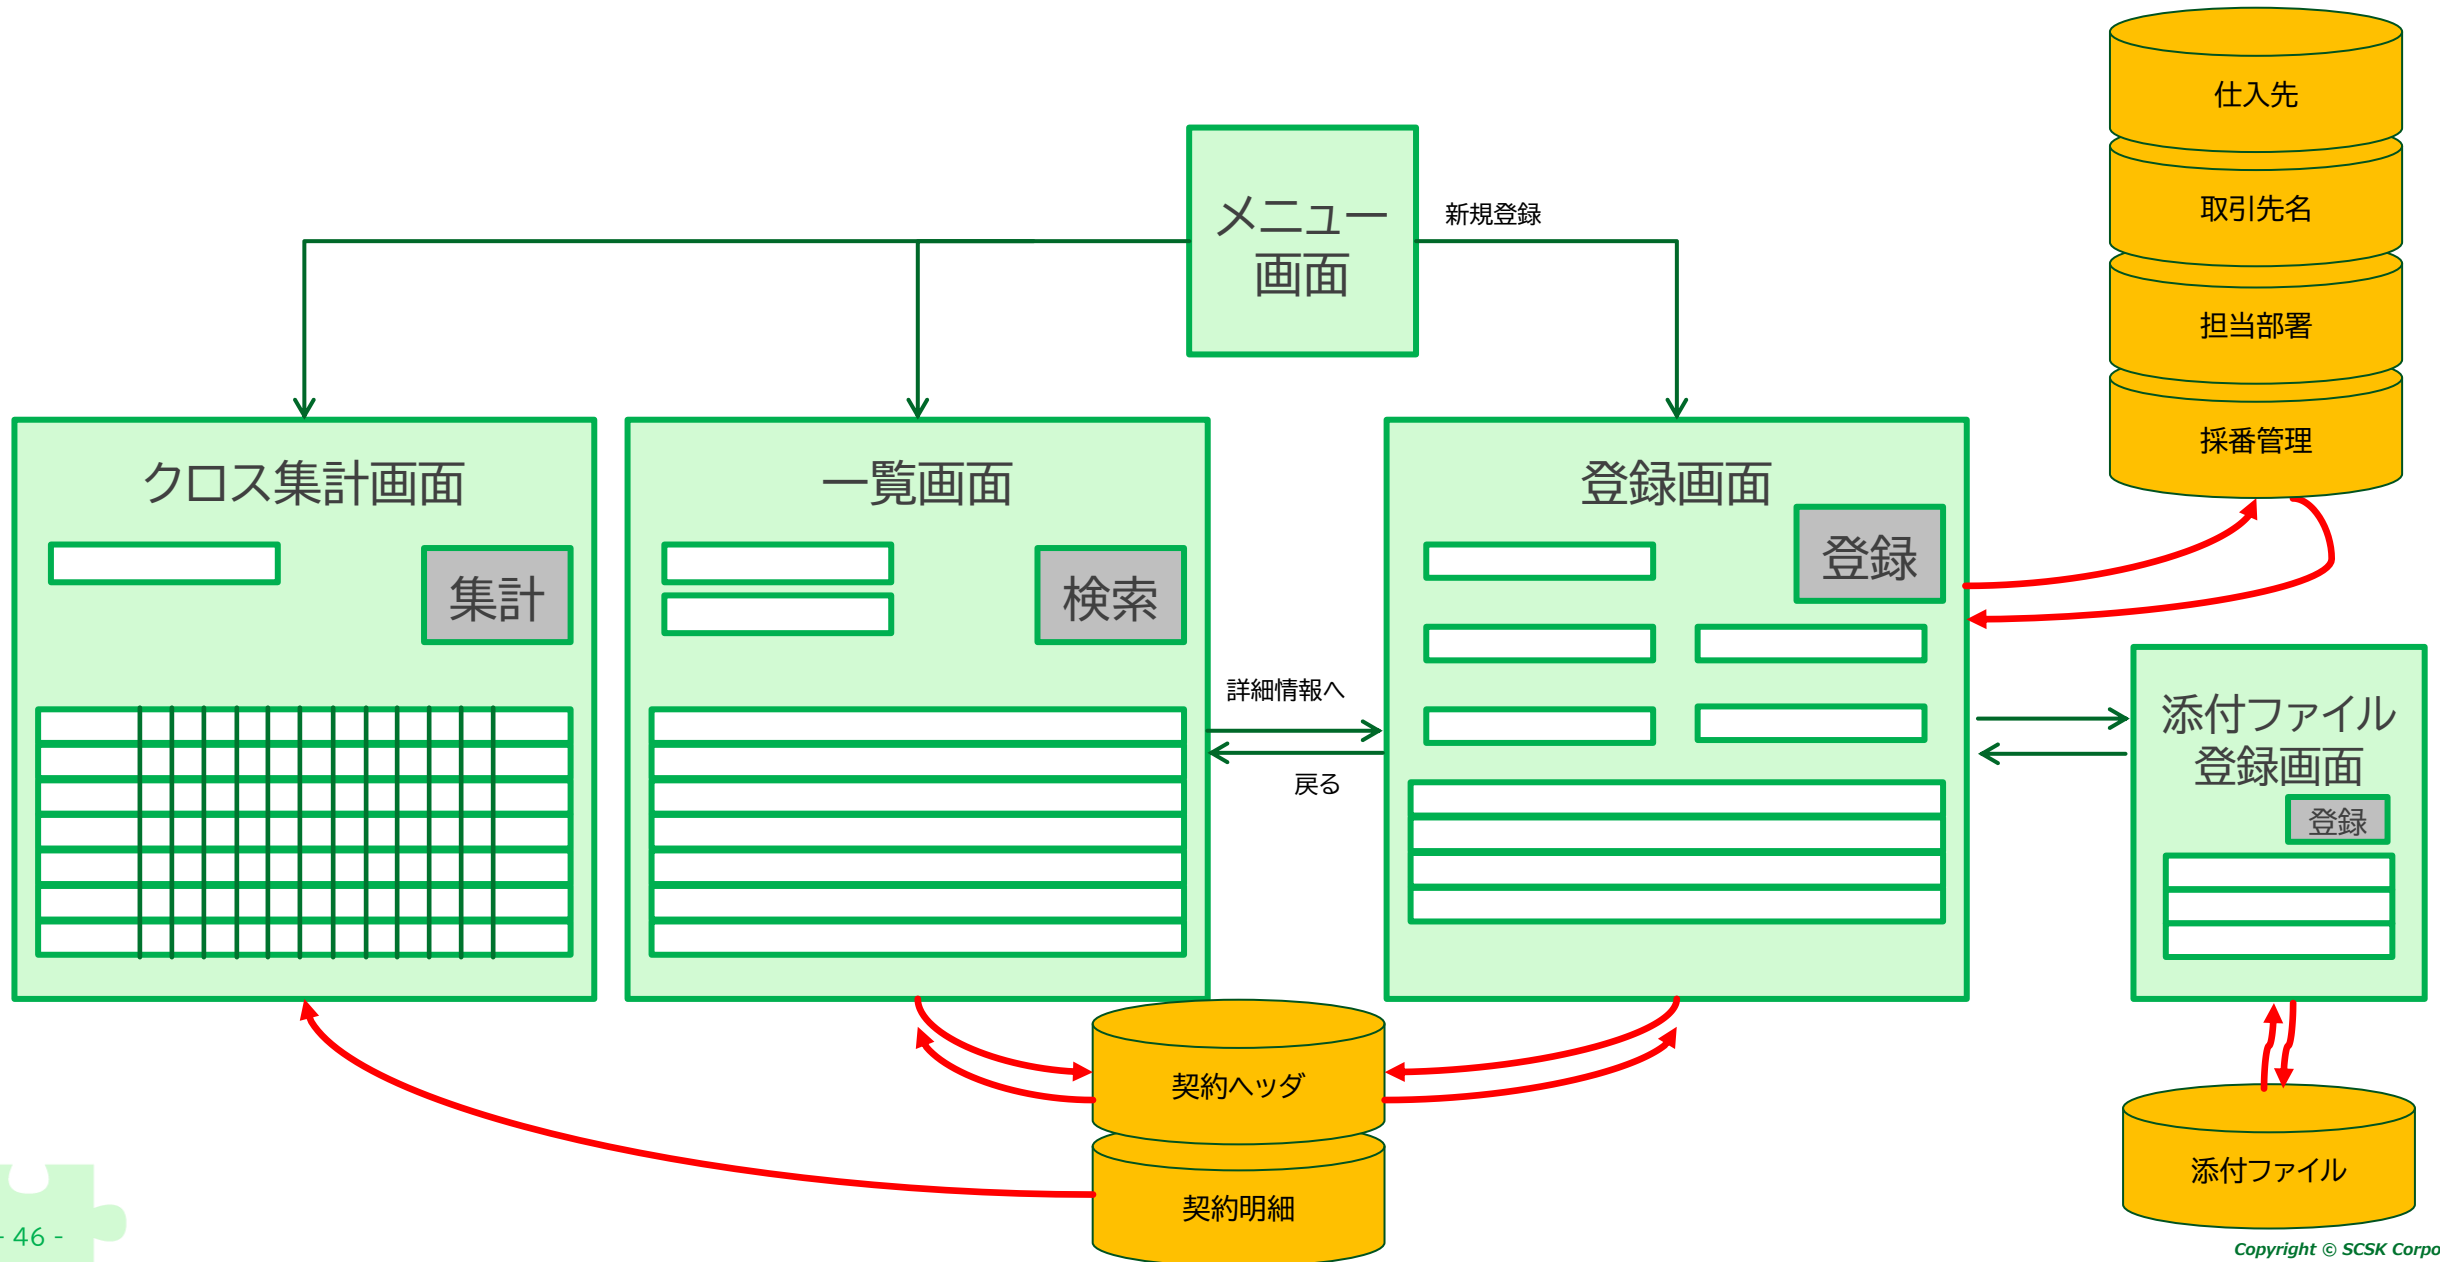 仕入先
取引先名
担当部署
採番管理
メニュー
画面
新規登録
クロス集計画面
集計
一覧画面
検索
登録画面
登録
詳細情報へ
戻る
添付ファイル
登録画面
登録
契約ヘッダ
契約明細
添付ファイル
- 46 -
Copyright © SCSK Corpo